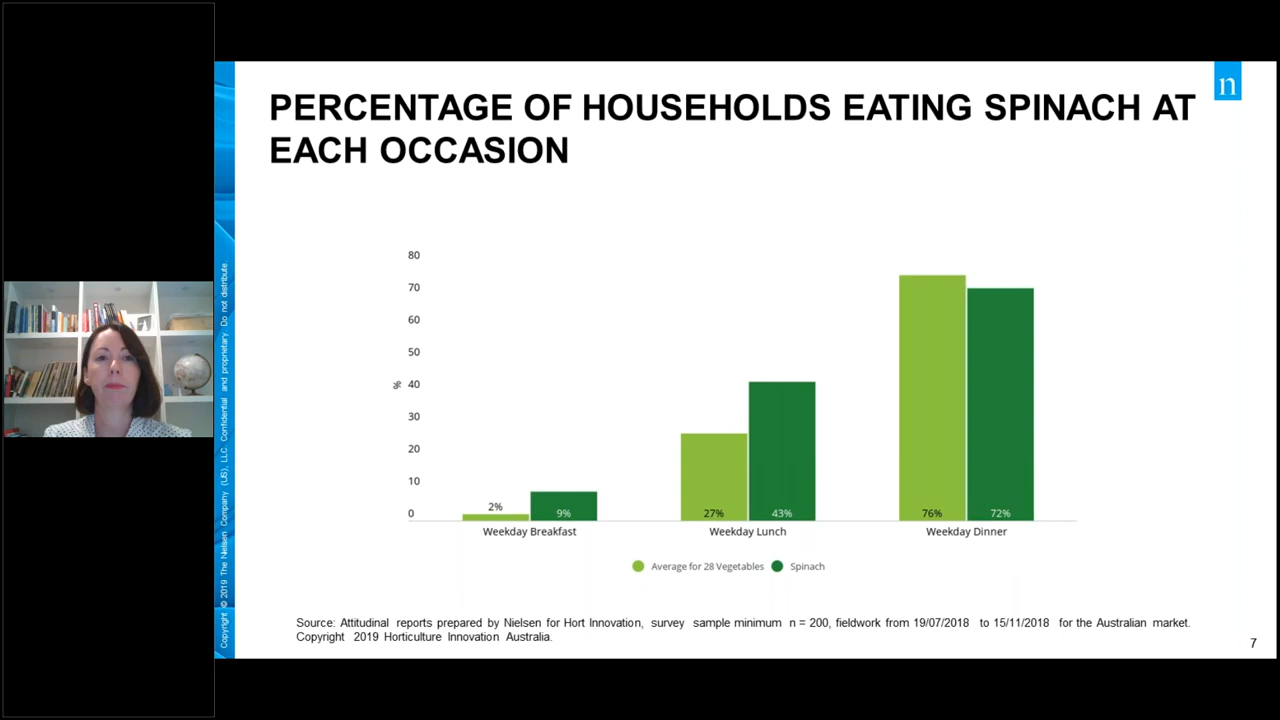 PERCENTAGE OF HOUSEHOLDS EATING SPINACH AT
EACH OCCASION
n
80
70
60
50
40
30
20
10
0
%
2%
9%
27%
43%
76%
72%
Weekday Breakfast
Weekday Lunch
Weekday Dinner
Average for 28 Vegetables
Spinach
Source: Attitudinal reports prepared by Nielsen for Hort Innovation, survey sample minimum n = 200, fieldwork from 19/07/2018 to 15/11/2018 for the Australian market.
Copyright 2019 Horticulture Innovation Australia.
7
Copyright © 2019 The Nielsen Company (US), LLC. Confidential and proprietary. Do not distribute.